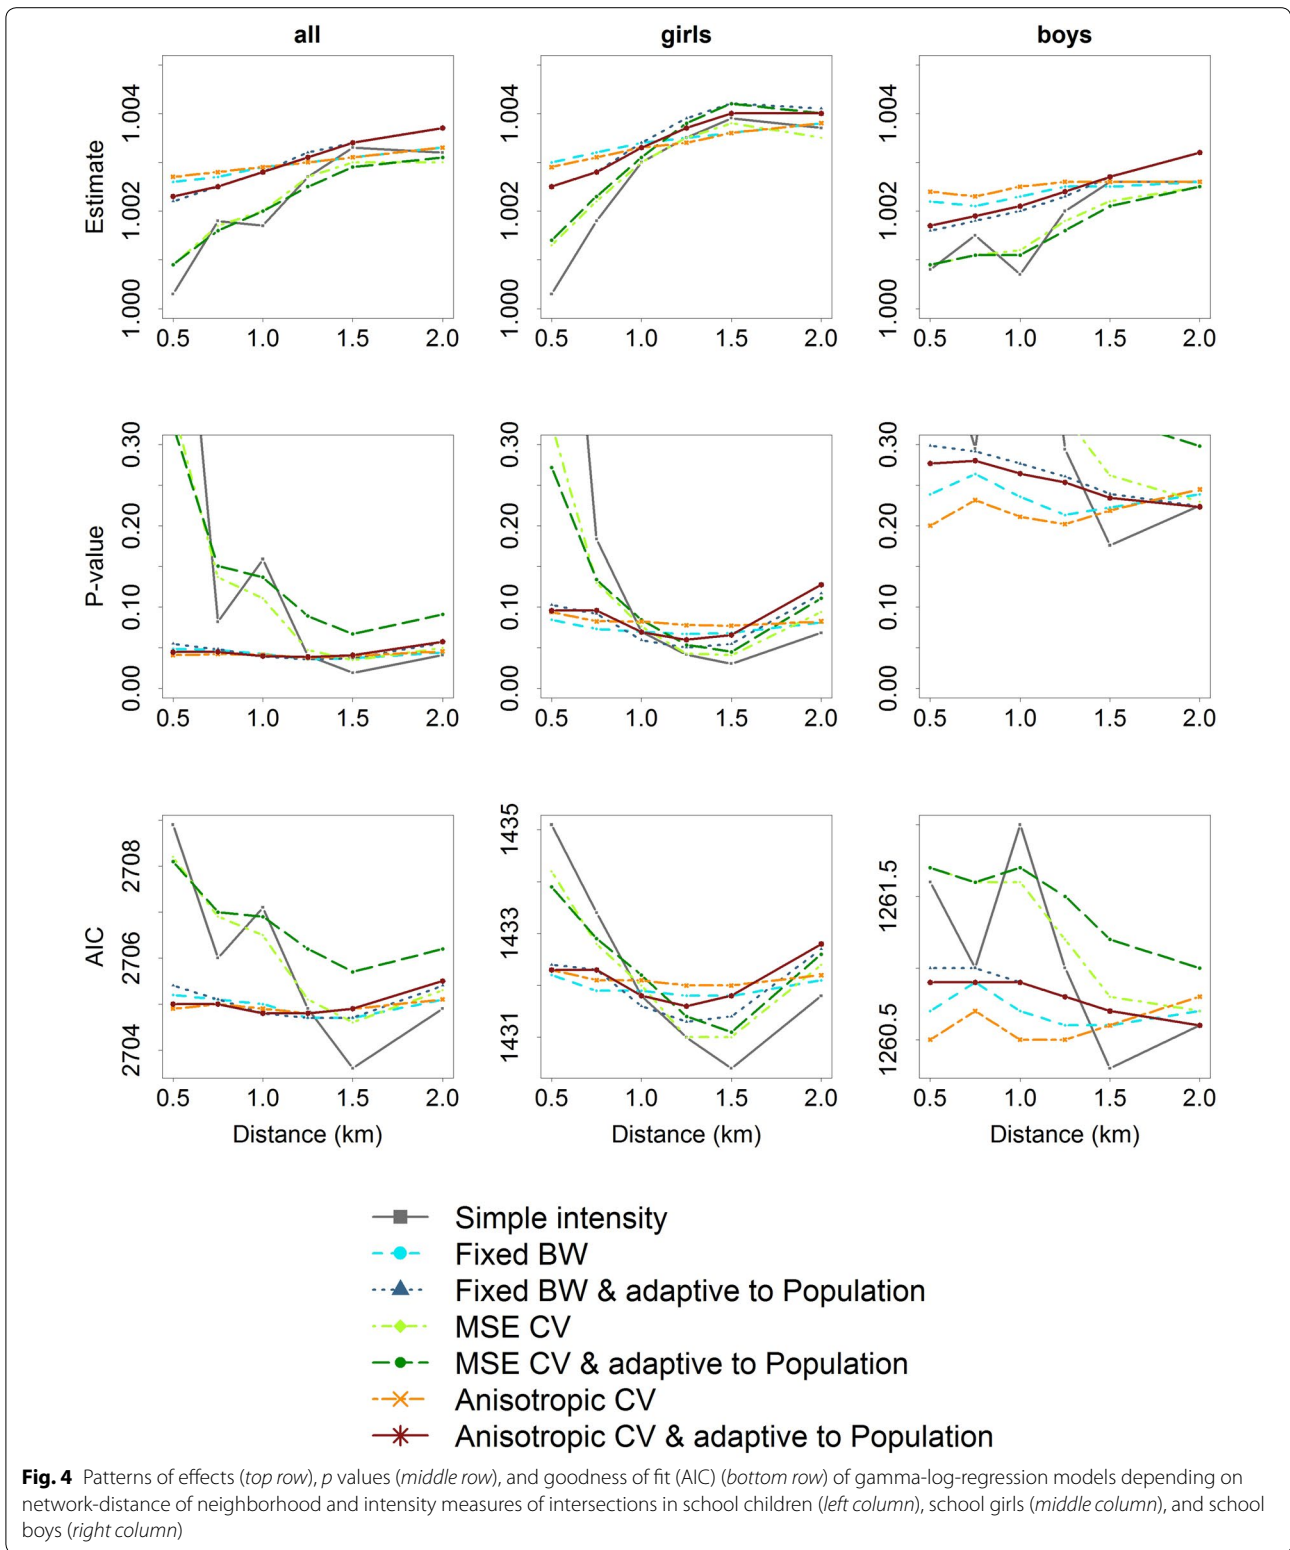 all girls boys
Estimate
1.000 1.002 1.004
0.5 1.0 1.5 2.0
1.000 1.002 1.004
0.5 1.0 1.5 2.0
1.000 1.002 1.004
0.5 1.0 1.5 2.0
P-value
0.00 0.10 0.20 0.30
0.5 1.0 1.5 2.0
0.00 0.10 0.20 0.30
0.5 1.0 1.5 2.0
0.00 0.10 0.20 0.30
0.5 1.0 1.5 2.0
AIC
2704 2706 2708
0.5 1.0 1.5 2.0
1431 1433 1435
0.5 1.0 1.5 2.0
1260.5 1261.5
0.5 1.0 1.5 2.0
Distance (km) Distance (km) Distance (km)
Simple intensity
Fixed BW
Fixed BW & adaptive to Population
MSE CV
MSE CV & adaptive to Population
Anisotropic CV
Anisotropic CV & adaptive to Population
Fig. 4 Patterns of effects (top row), p values (middle row), and goodness of fit (AIC) (bottom row) of gamma-log-regression models depending on
network-distance of neighborhood and intensity measures of intersections in school children (left column), school girls (middle column), and school
boys (right column)